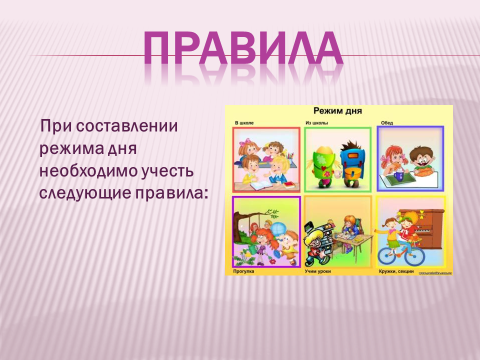 ПРАВИЛА
При составлении
режима дня
необходимо учесть
следующие правила:
Режим дня
В школе
Из школы
Обед
Прогулка
Учим уроки
Кружки, секции